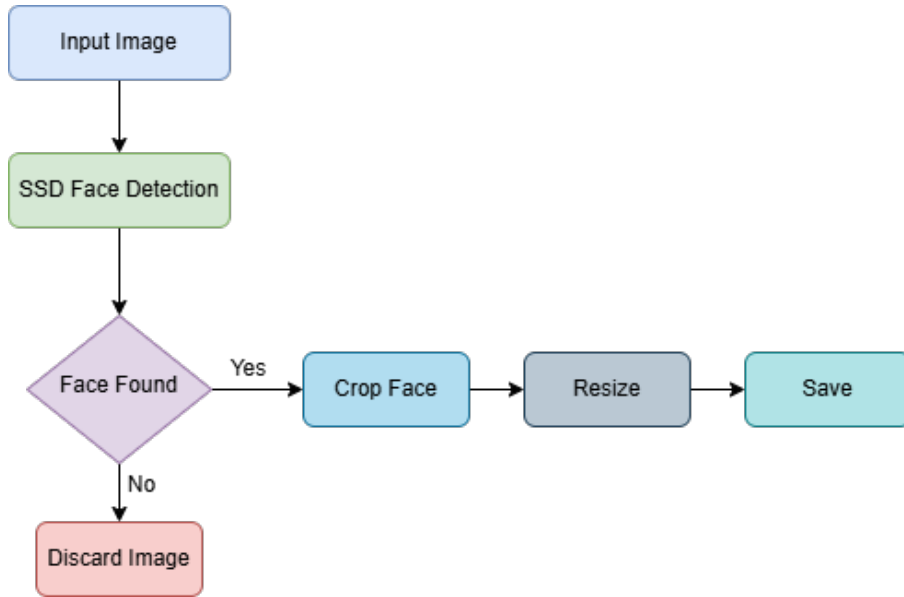 Input Image
SSD Face Detection
Face Found
Yes
Crop Face
Resize
Save
No
Discard Image